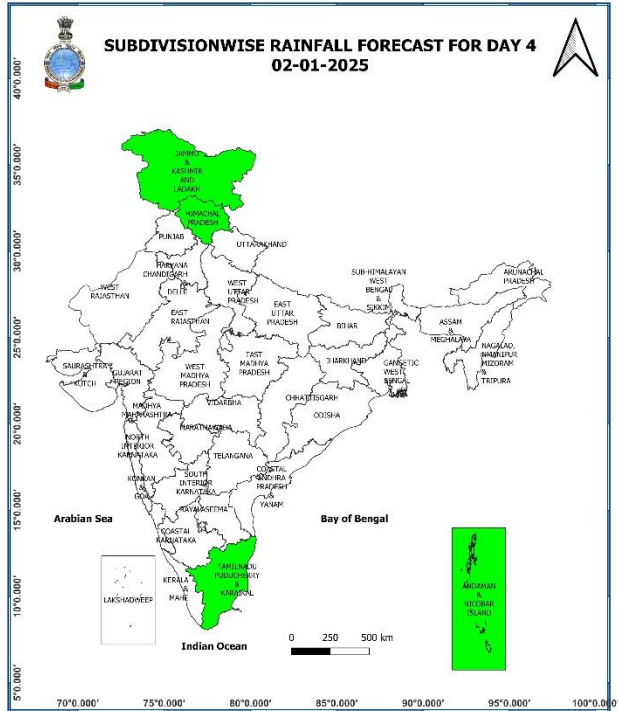 SUBDIVISIONWISE RAINFALL FORECAST FOR DAY 4
02-01-2025
40°0.000'
35°0.000'
30°0.000'
25°0.000'
20°0.000'
15°0.000'
10°0.000'
5°0.000'
JAMMU
&
KASHMIR
AND
LADAKH
HIMACHAL
PRADESH
PUNJAB
UTTARAKHAND
HARYANA
CHANDIGARH
&
DELHI
WEST
RAJASTHAN
WEST
UTTAR
PRADESH
EAST
RAJASTHAN
EAST
UTTAR
PRADESH
SUB-HIMALAYAN
WEST
BENGAL
&
SIKKIM
ARUNACHAL
PRADESH
BIHAR
ASSAM
&
MEGHALAYA
NAGALAD,
MANIPUR
MIZORAM
&
TRIPURA
SAURASHTRA
&
KUTCH
GUJARAT
REGION
WEST
MADHYA
PRADESH
EAST
MADHYA
PRADESH
JHARKHAND
GANGETIC
WEST
BENGAL
CHHATTISGARH
ODISHA
VIDARBHA
MADHYA
MAHARASHTRA
MARATHAWADA
NORTH
INTERIOR
KARNATAKA
TELANGANA
KONKAN
&
GOA
SOUTH
INTERIOR
KARNATAKA
COASTAL
ANDHRA
PRADESH
&
YANAM
RAYALASEEMA
COASTAL
KARNATAKA
Arabian Sea
Bay of Bengal
TAMILNADU
PUDUCHERRY
&
KARAIKAL
KERALA
&
MAHE
LAKSHADWEEP
ANDAMAN
&
NICOBAR
ISLAND
Indian Ocean
0 250 500 km
70°0.000' 75°0.000' 80°0.000' 85°0.000' 90°0.000' 95°0.000' 100°0.000'